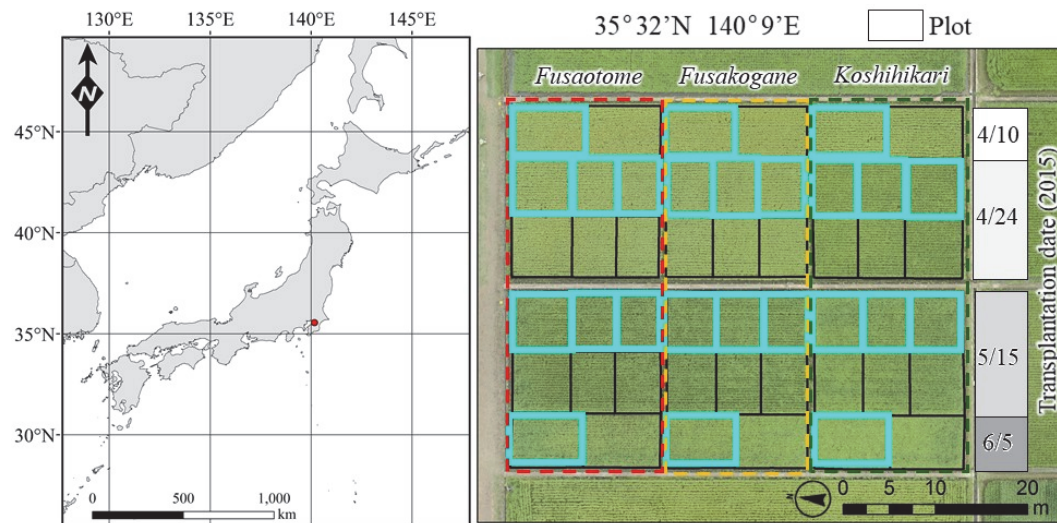 130°E 135°E 140°E 145°E
N
45°N
40°N
35°N
30°N
0 500 1,000
km
35°32’N 140°9’E Plot
Fusaotome Fusakogane Koshihikari
4/10
4/24
5/15
6/5
Transplantation date (2015)
N
0 5 10 20
m